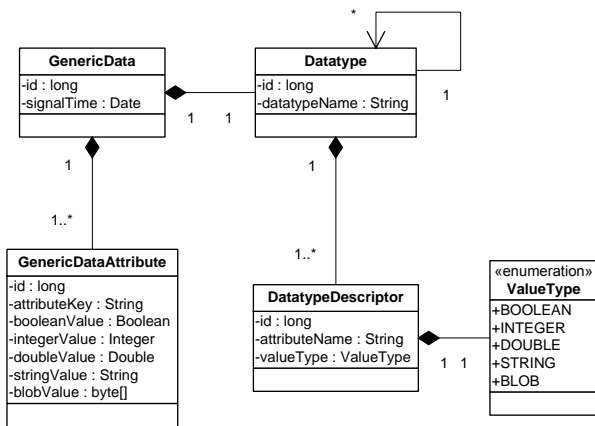 *
GenericData
-id : long
-signalTime : Date
Datatype
-id : long
-datatypeName : String
1
1
1
1
1
1..*
1..*
GenericDataAttribute
-id : long
-attributeKey : String
-booleanValue : Boolean
-integerValue : Integer
-doubleValue : Double
-stringValue : String
-blobValue : byte[]
DatatypeDescriptor
-id : long
-attributeName : String
-valueType : ValueType
1
1
«enumeration»
ValueType
+BOOLEAN
+INTEGER
+DOUBLE
+STRING
+BLOB